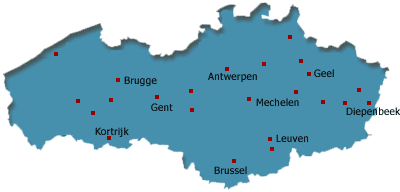 Antwerpen
Geel
Brugge
Gent
Mechelen
Diepenbeek
Kortrijk
Leuven
Brussel